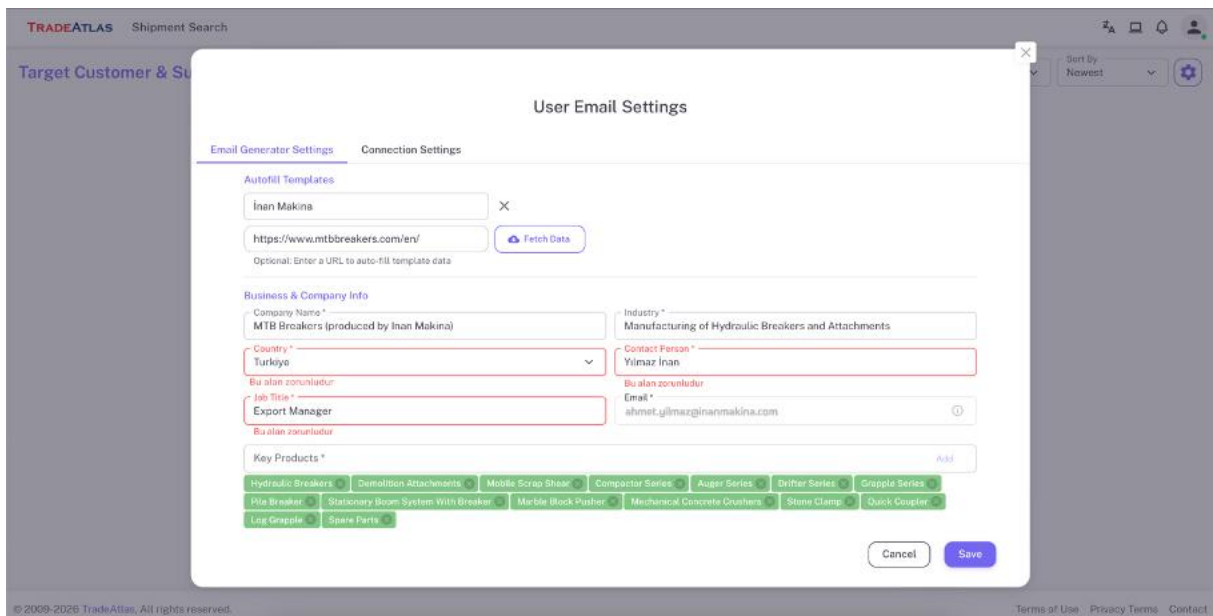 TRADEATLAS Shipment Search
Target Customer & Su
Sort By
Newest
User Email Settings
Email Generator Settings Connection Settings
Autofill Templates
İnan Makina
https://www.mtbbreakers.com/en/ Fetch Data
Optional: Enter a URL to auto-fill template data
Business & Company Info
Company Name * Industry *
MTB Breakers (produced by Inan Makina) Manufacturing of Hydraulic Breakers and Attachments
Country * Contact Person *
Turkiye Yılmaz İnan
Bu alan zorunludur Bu alan zorunludur
Job Title * Email *
Export Manager ahmet.yilmaz@inanmakina.com
Bu alan zorunludur
Key Products * Add
Hydraulic Breakers Demolition Attachments Mobile Scrap Shear Compactor Series Auger Series Drifter Series Grapple Series
Pile Breaker Stationary Boom System With Breaker Marble Block Pusher Mechanical Concrete Crushers Stone Clamp Quick Coupler
Log Grapple Spare Parts
Cancel Save
© 2009-2026 TradeAtlas, All rights reserved. Terms of Use Privacy Terms Contact